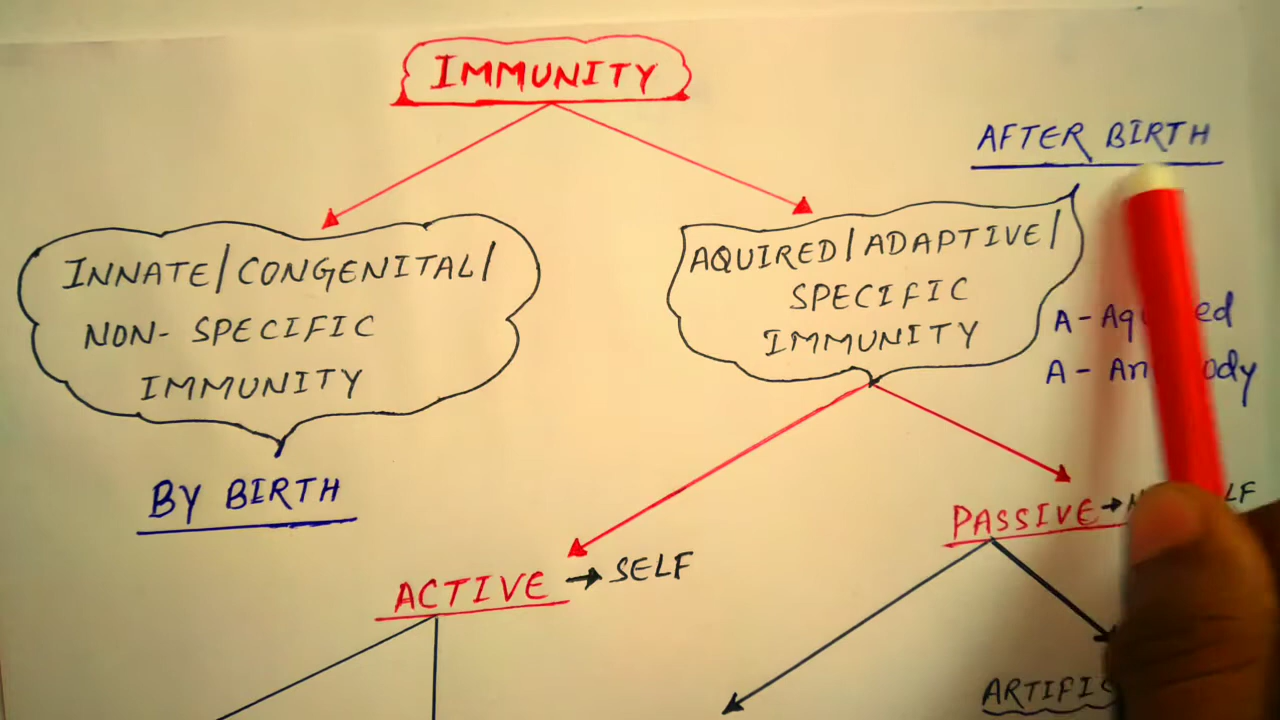 IMMUNITY
AFTER BIRTH
INNATE/CONGENITAL/
NON-SPECIFIC
IMMUNITY
BY BIRTH
AQUIRED/ADAPTIVE/
SPECIFIC
IMMUNITY
A-
A-
PASSIVE →
ACTIVE → SELF